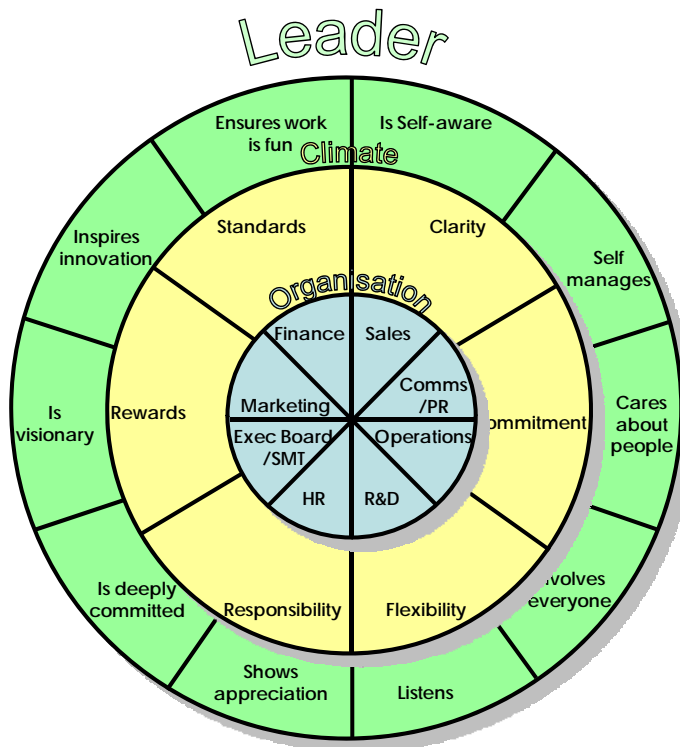 Leader
Ensures work
is fun
Is Self-aware
Climate
Standards
Clarity
Inspires
innovation
Self
manages
Organisation
Finance
Sales
Comms
/PR
Is
visionary
Rewards
Marketing
ommitment
Cares
about
people
Exec Board
/SMT
Operations
HR
R&D
Is deeply
committed
Responsibility
Flexibility
nvolves
everyone
Shows
appreciation
Listens